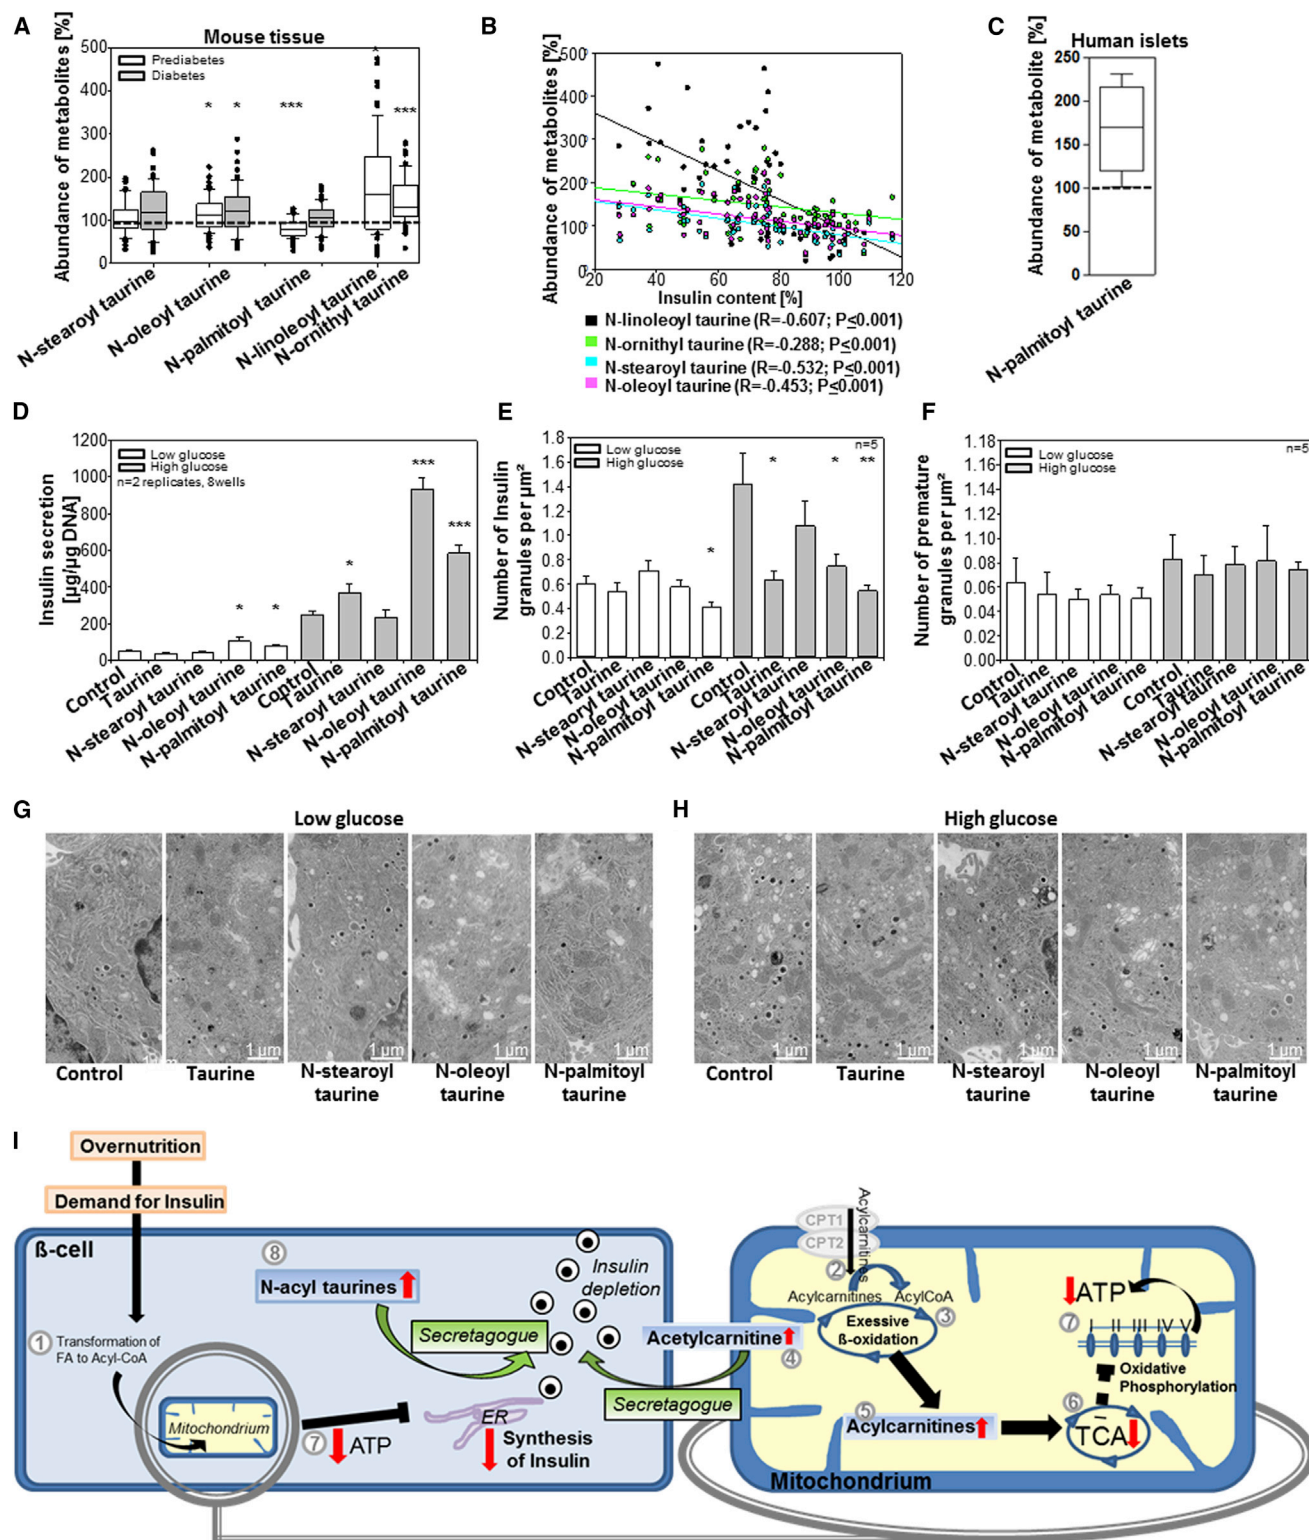 A
Mouse tissue
Abundance of metabolites [%]
500
400
300
200
100
0
Prediabetes
Diabetes
*
*
***
*
***
N-stearoyl taurine
N-oleoyl taurine
N-palmitoyl taurine
N-linoleoyl taurine
N-ornithyl taurine
B
Abundance of metabolites [%]
500
400
300
200
100
0
20
40
60
80
100
120
Insulin content [%]
N-linoleoyl taurine (R=-0.607; P≤0.001)
N-ornithyl taurine (R=-0.288; P≤0.001)
N-stearoyl taurine (R=-0.532; P≤0.001)
N-oleoyl taurine (R=-0.453; P≤0.001)
C
Human islets
Abundance of metabolite [%]
250
200
150
100
50
0
N-palmitoyl taurine
D
Insulin secretion
[µg/µg DNA]
1200
1000
800
600
400
200
0
Low glucose
High glucose
n=2 replicates, 8wells
*
*
*
***
***
Control
Taurine
N-stearoyl taurine
N-oleoyl taurine
N-palmitoyl taurine
Control
Taurine
N-stearoyl taurine
N-oleoyl taurine
N-palmitoyl taurine
E
Number of Insulin
granules per µm²
1.8
1.6
1.4
1.2
1.0
0.8
0.6
0.4
0.2
0.0
Low glucose
High glucose
n=5
*
*
*
**
Control
Taurine
N-steaoryl taurine
N-oleoyl taurine
N-palmitoyl taurine
Control
Taurine
N-stearoyl taurine
N-oleoyl taurine
N-palmitoyl taurine
F
Number of premature
granules per µm²
1.18
1.16
1.14
1.12
1.10
0.08
0.06
0.04
0.02
0.00
Low glucose
High glucose
n=5
Control
Taurine
N-stearoyl taurine
N-oleoyl taurine
N-palmitoyl taurine
Control
Taurine
N-stearoyl taurine
N-oleoyl taurine
N-palmitoyl taurine
G
Low glucose
1 µm
1 µm
1 µm
1 µm
1 µm
Control
Taurine
N-stearoyl
taurine
N-oleoyl
taurine
N-palmitoyl
taurine
H
High glucose
1 µm
1 µm
1 µm
1 µm
1 µm
Control
Taurine
N-stearoyl
taurine
N-oleoyl
taurine
N-palmitoyl
taurine
I
Overnutrition
Demand for Insulin
ß-cell
8
N-acyl taurines
Insulin
depletion
Secretagogue
1
Transformation of
FA to Acyl-CoA
Mitochondrium
7
ATP
ER
Synthesis
of Insulin
Secretagogue
Acetylcarnitine
4
CPT1
CPT2
Acylcarnitines
2
Acylcarnitines
AcylCoA
3
Exessive
ß-oxidation
5
Acylcarnitines
6
TCA
Oxidative
Phosphorylation
I II III IV V
7
ATP
Mitochondrium